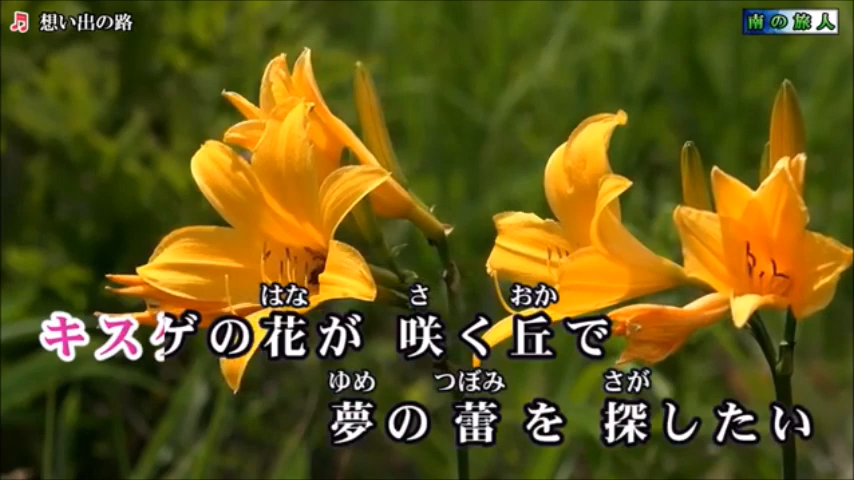 想い出の路
南の旅人
はな さ おか
キスゲの花が 咲く丘で
ゆめ つぼみ さが
夢の蕾を 探したい